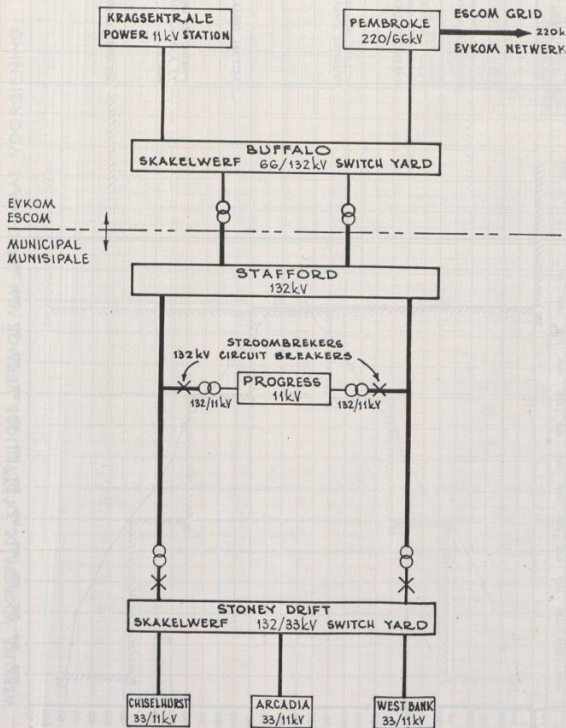 KRAGSENTRALE
POWER 11kV STATION
PEMBROKE
220/66kV
ESCOM GRID
220k
EVKOM NETWERK
BUFFALO
SKAKELWERF 66/132kV SWITCH YARD
EVKOM
ESCOM
MUNICIPAL
MUNISIPALE
STAFFORD
132kV
STROOMBREKERS
132kV CIRCUIT BREAKERS
PROGRESS
11kV
132/11kV
132/11kV
STONEY DRIFT
SKAKELWERF 132/33kV SWITCH YARD
CHISELHURST
33/11kV
ARCADIA
33/11kV
WEST BANK
33/11kV